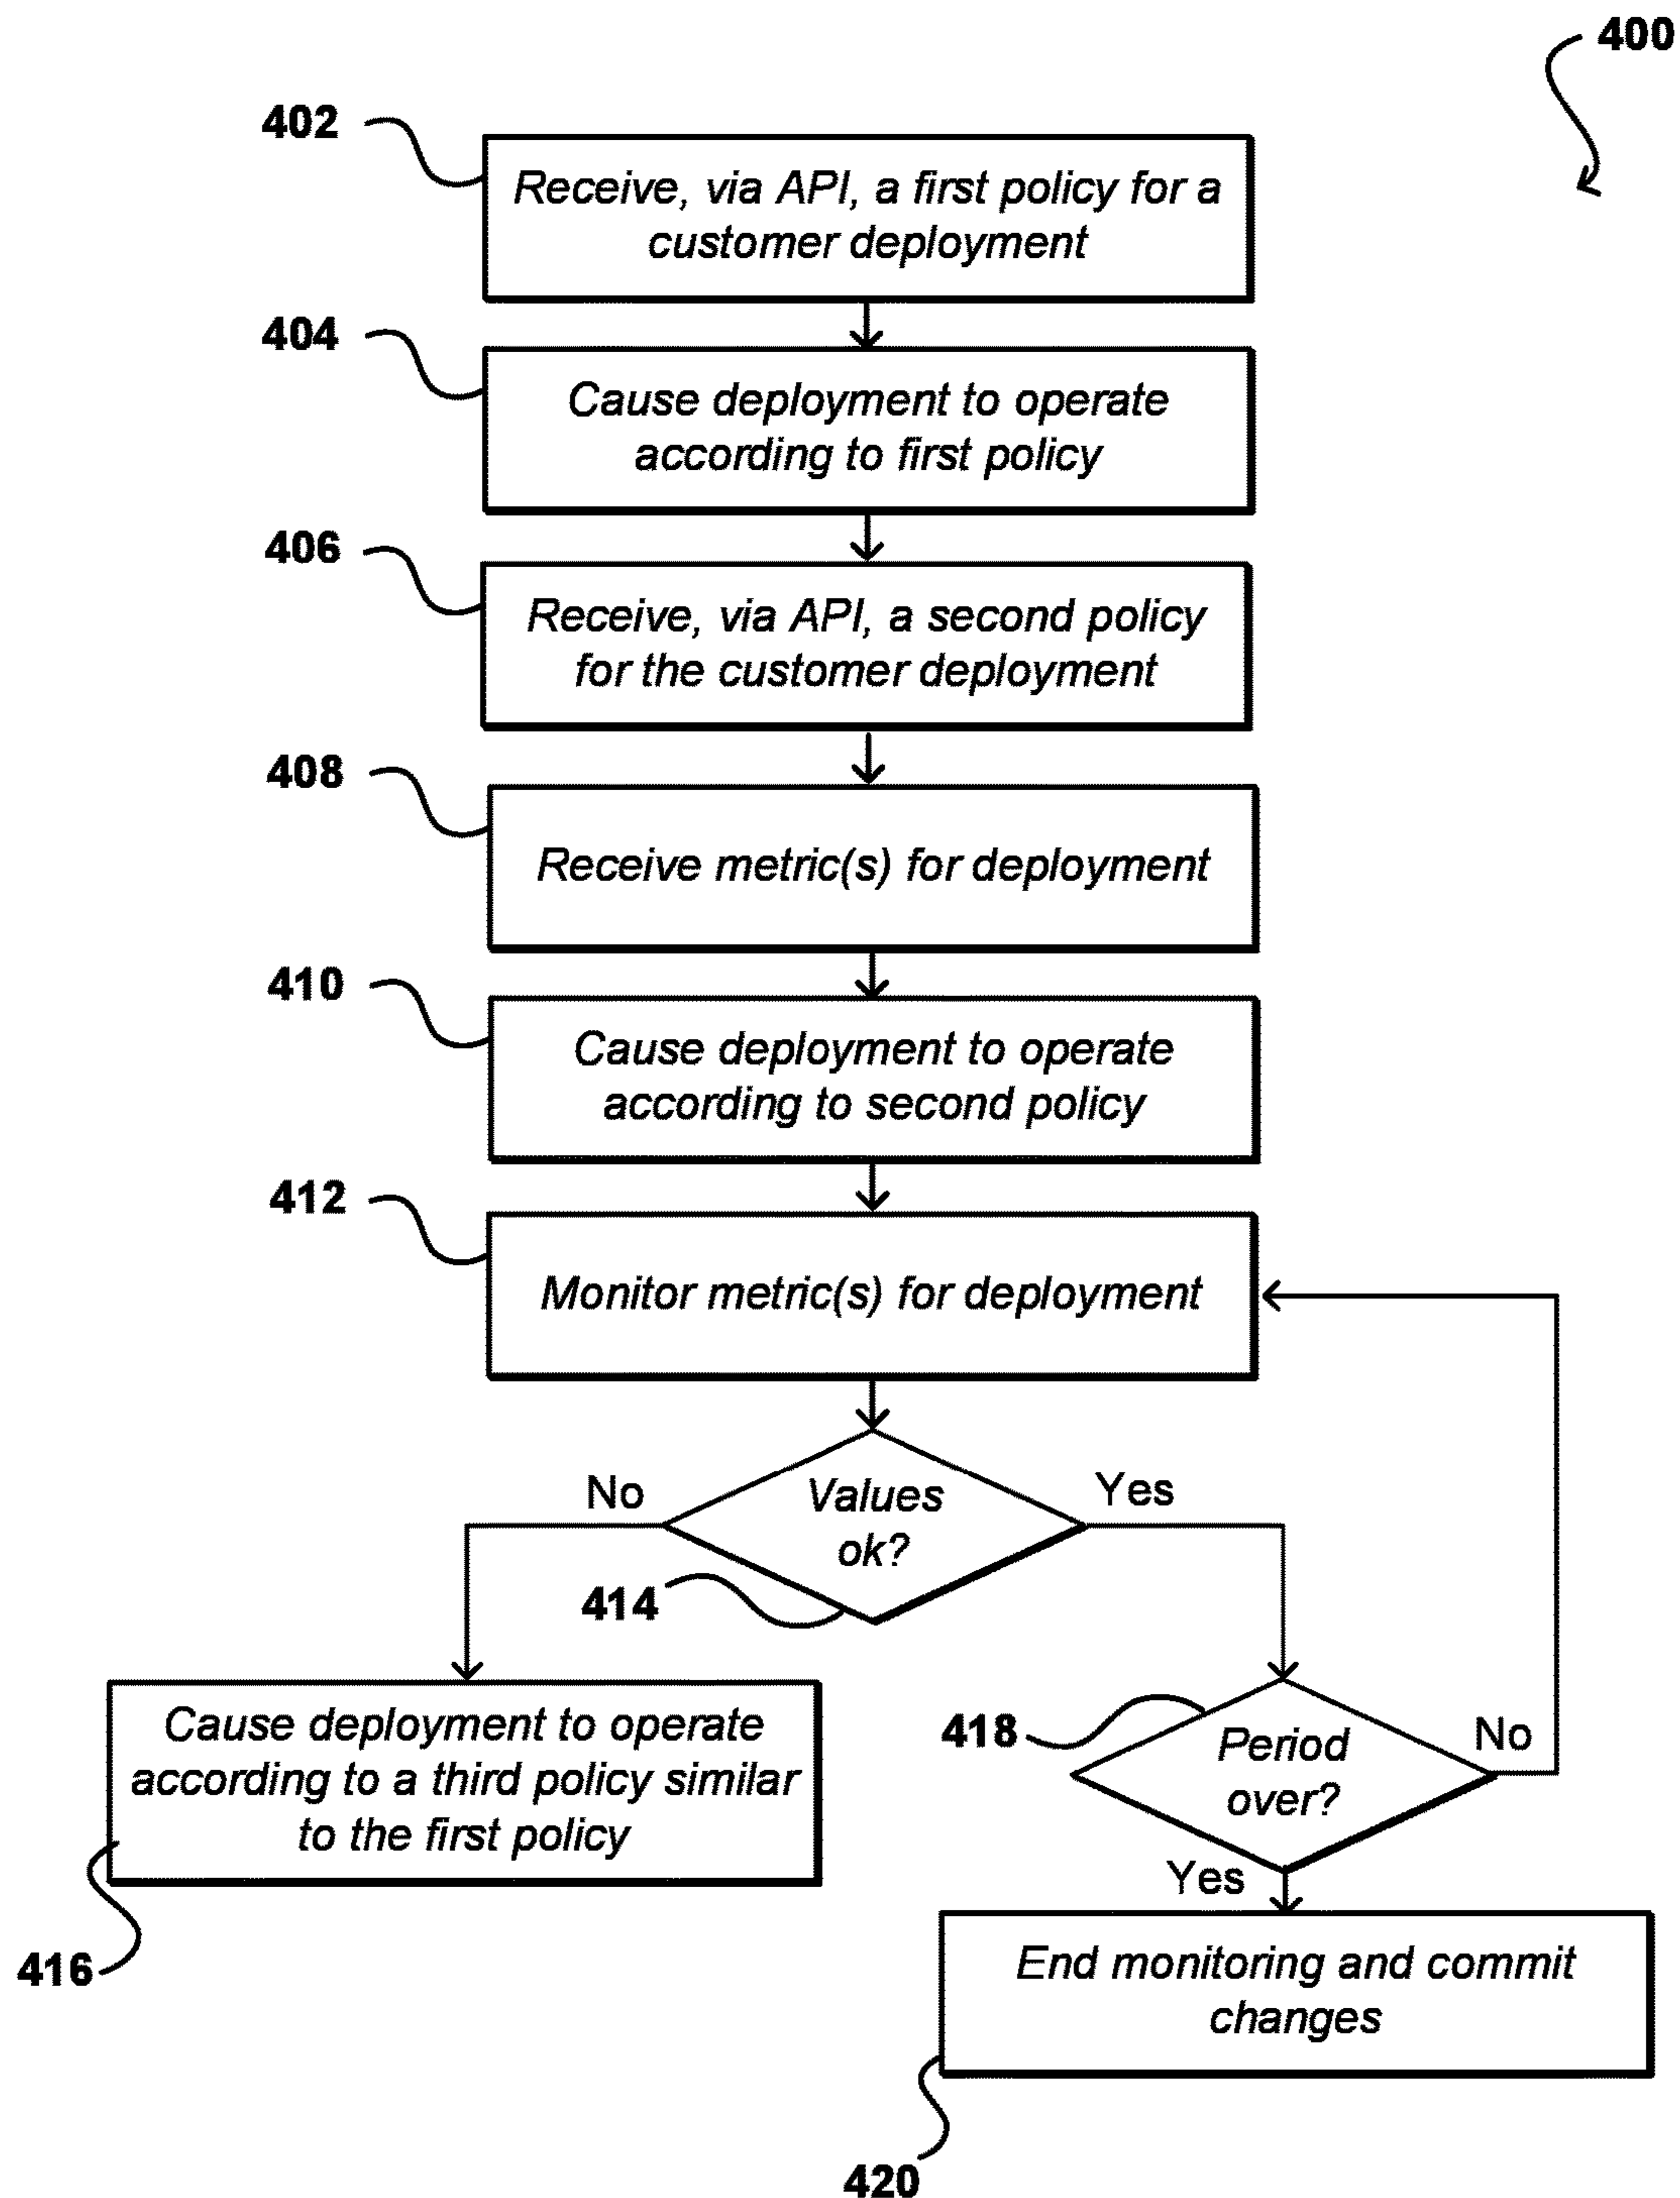 400
402
Receive, via API, a first policy for a
customer deployment
404
Cause deployment to operate
according to first policy
406
Receive, via API, a second policy
for the customer deployment
408
Receive metric(s) for deployment
410
Cause deployment to operate
according to second policy
412
Monitor metric(s) for deployment
No
Values
ok?
Yes
414
Cause deployment to operate
according to a third policy similar
to the first policy
416
418
Period
over?
No
Yes
End monitoring and commit
changes
420